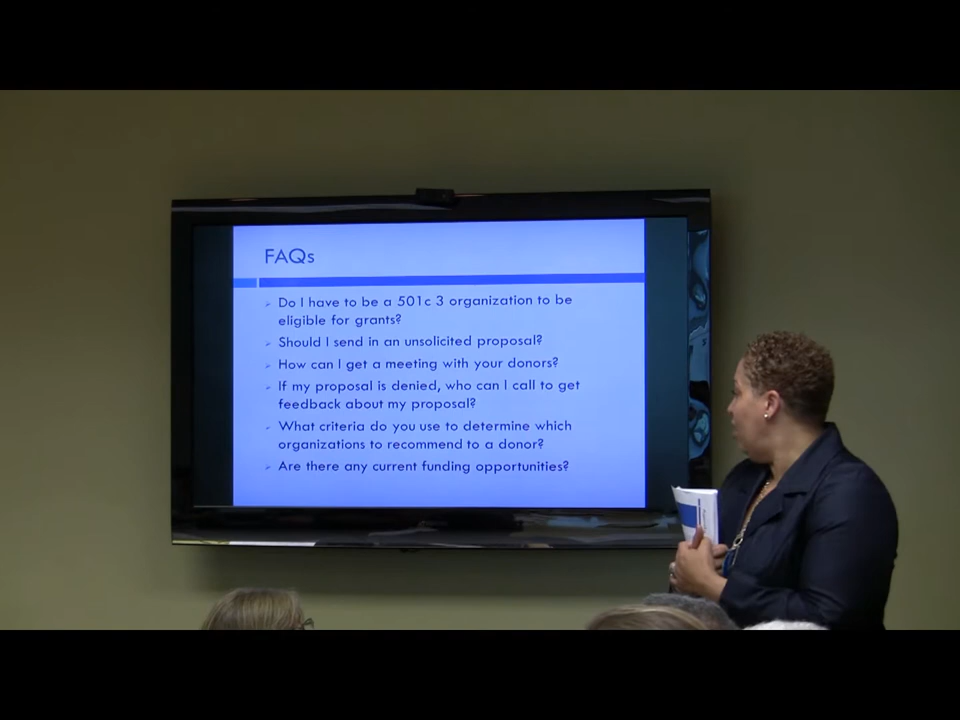 FAQs
Do I have to be a 501c 3 organization to be
eligible for grants?
Should I send in an unsolicited proposal?
How can I get a meeting with your donors?
If my proposal is denied, who can I call to get
feedback about my proposal?
What criteria do you use to determine which
organizations to recommend to a donor?
Are there any current funding opportunities?